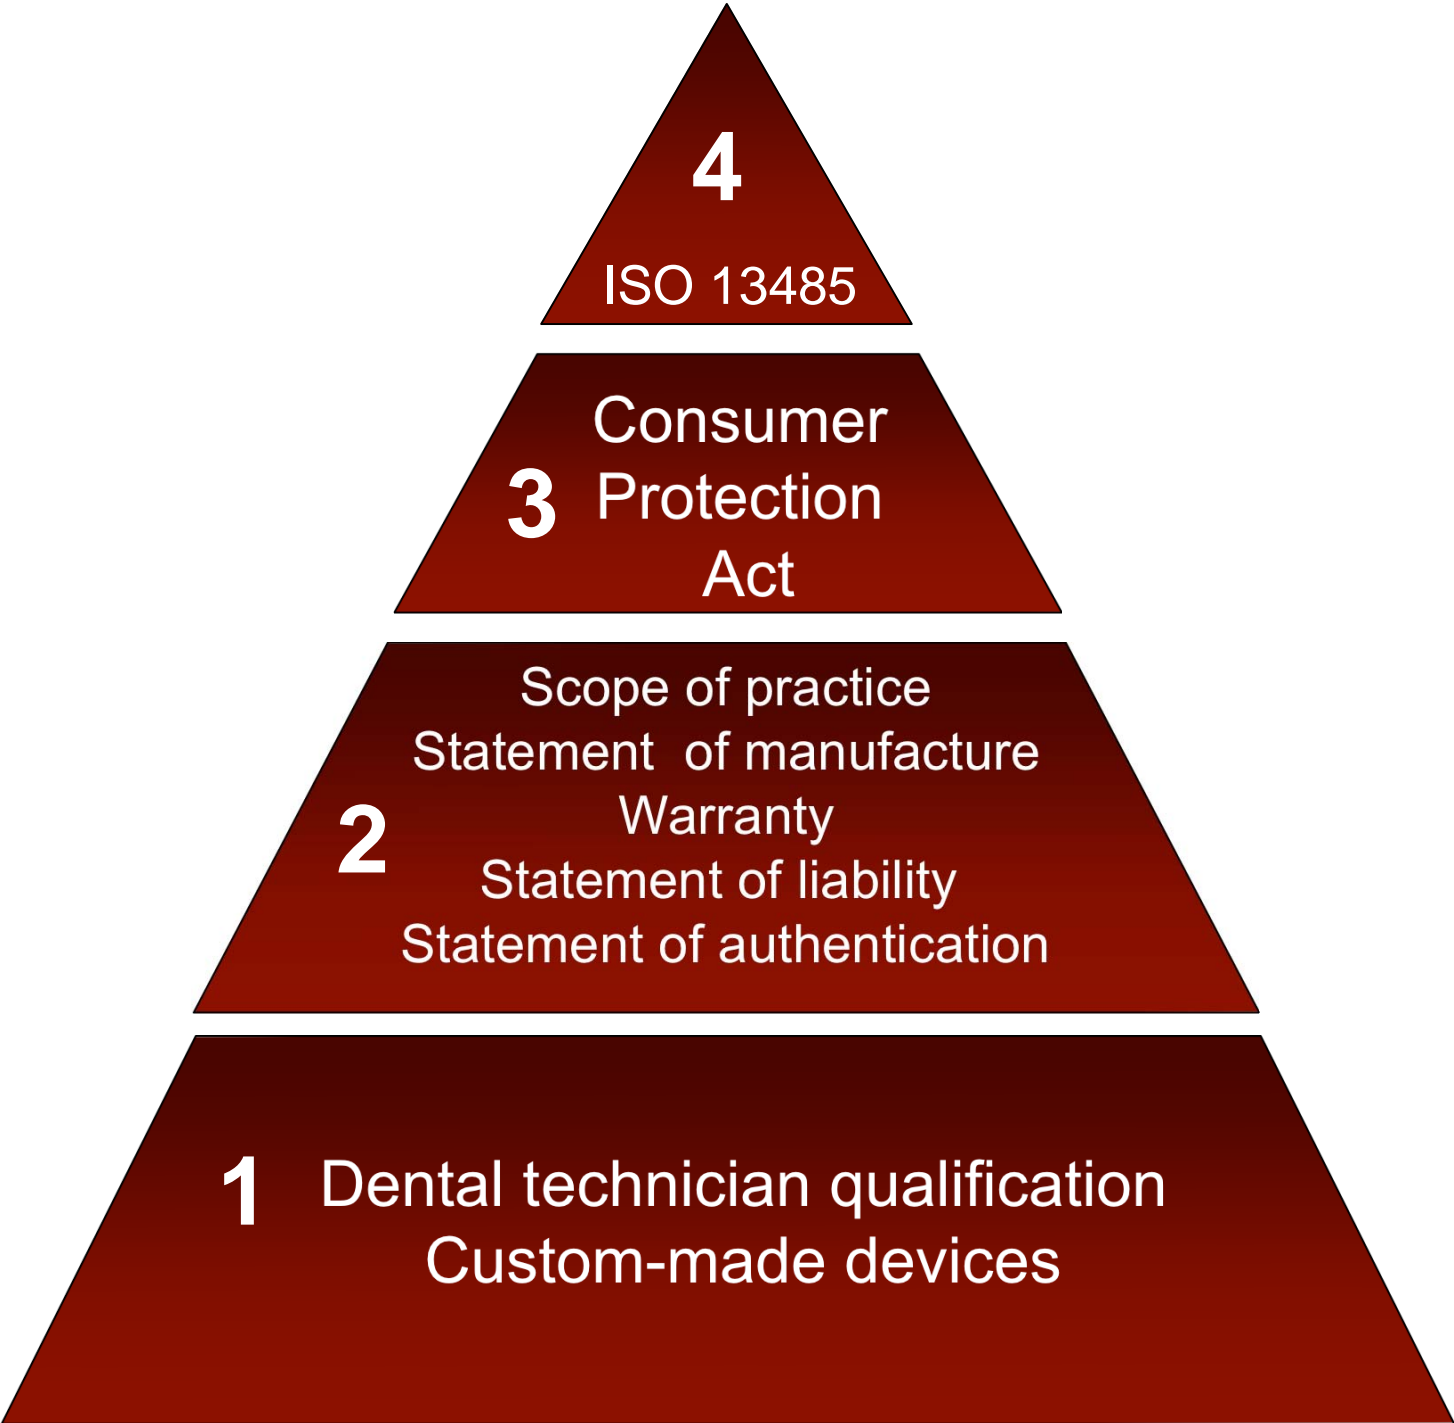 4
ISO 13485
Consumer
3 Protection
Act
Scope of practice
Statement of manufacture
Warranty
2
Statement of liability
Statement of authentication
1 Dental technician qualification
Custom-made devices